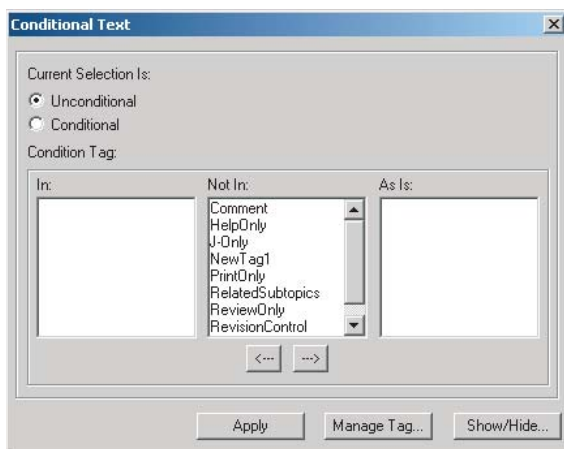 Conditional Text
Current Selection Is:
Unconditional
Conditional
Condition Tag:
In:
Not In:
As Is:
Comment
HelpOnly
J-Only
NewTag1
PrintOnly
RelatedSubtopics
ReviewOnly
RevisionControl
<---
--->
Apply
Manage Tag...
Show/Hide...